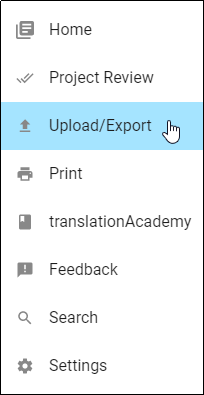 Home
Project Review
Upload/Export
Print
translationAcademy
Feedback
Search
Settings